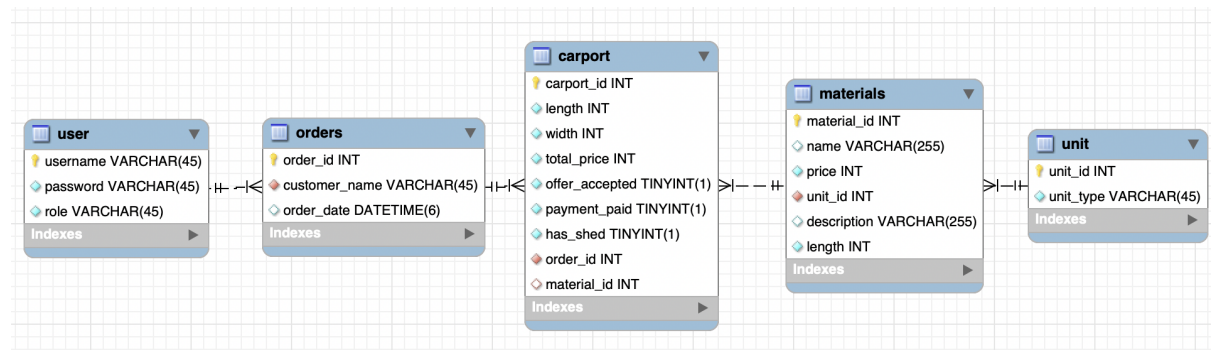 user
username VARCHAR(45)
password VARCHAR(45)
role VARCHAR(45)
Indexes
orders
order_id INT
customer_name VARCHAR(45)
order_date DATETIME(6)
Indexes
carport
carport_id INT
length INT
width INT
total_price INT
offer_accepted TINYINT(1)
payment_paid TINYINT(1)
has_shed TINYINT(1)
order_id INT
material_id INT
Indexes
materials
material_id INT
name VARCHAR(255)
price INT
unit_id INT
description VARCHAR(255)
length INT
Indexes
unit
unit_id INT
unit_type VARCHAR(45)
Indexes